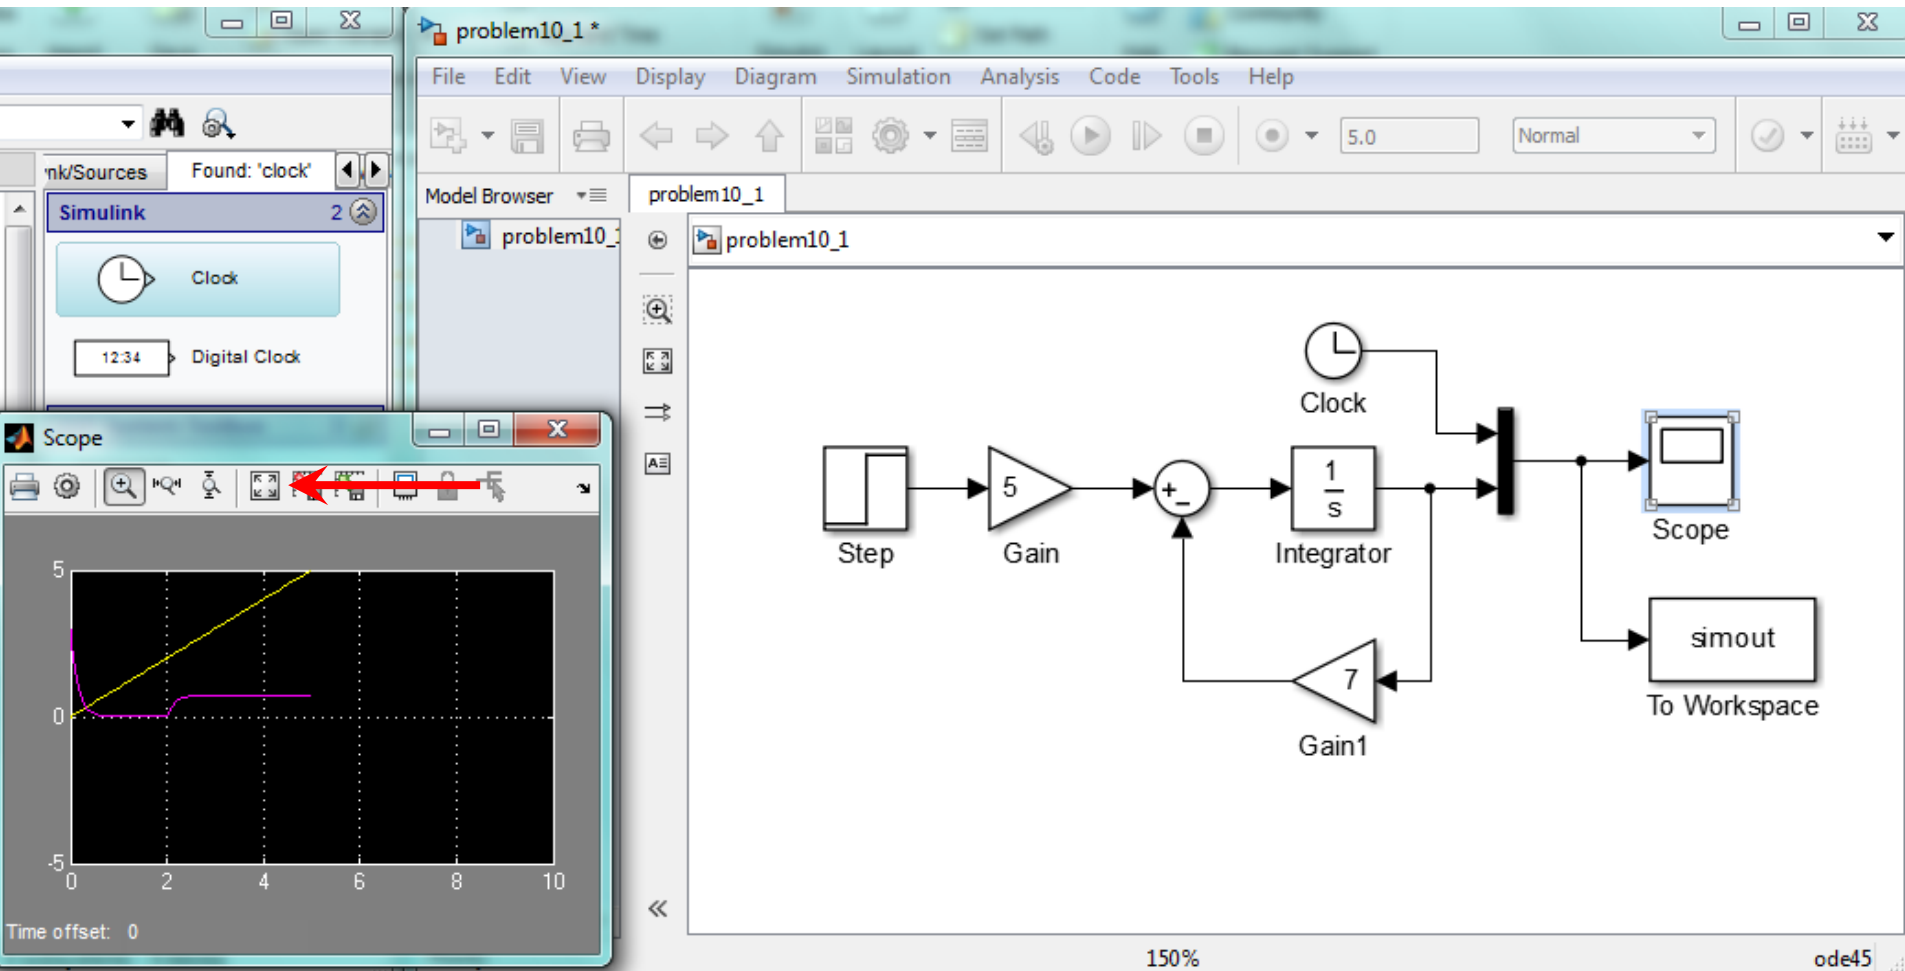 problem10_1 *
File Edit View Display Diagram Simulation Analysis Code Tools Help
5.0
Normal
nk/Sources
Found: 'clock'
Simulink 2
Clock
12:34
Digital Clock
Model Browser
problem10_1
problem10_1
problem10_1
Clock
Step
5
Gain
+
−
1
s
Integrator
7
Gain1
Scope
simout
To Workspace
Scope
5
0
-5
0 2 4 6 8 10
Time offset: 0
150%
ode45